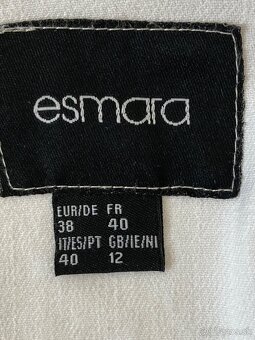 esmara
EUR/DE FR
38 40
IT/ES/PT GB/IE/NI
40 12